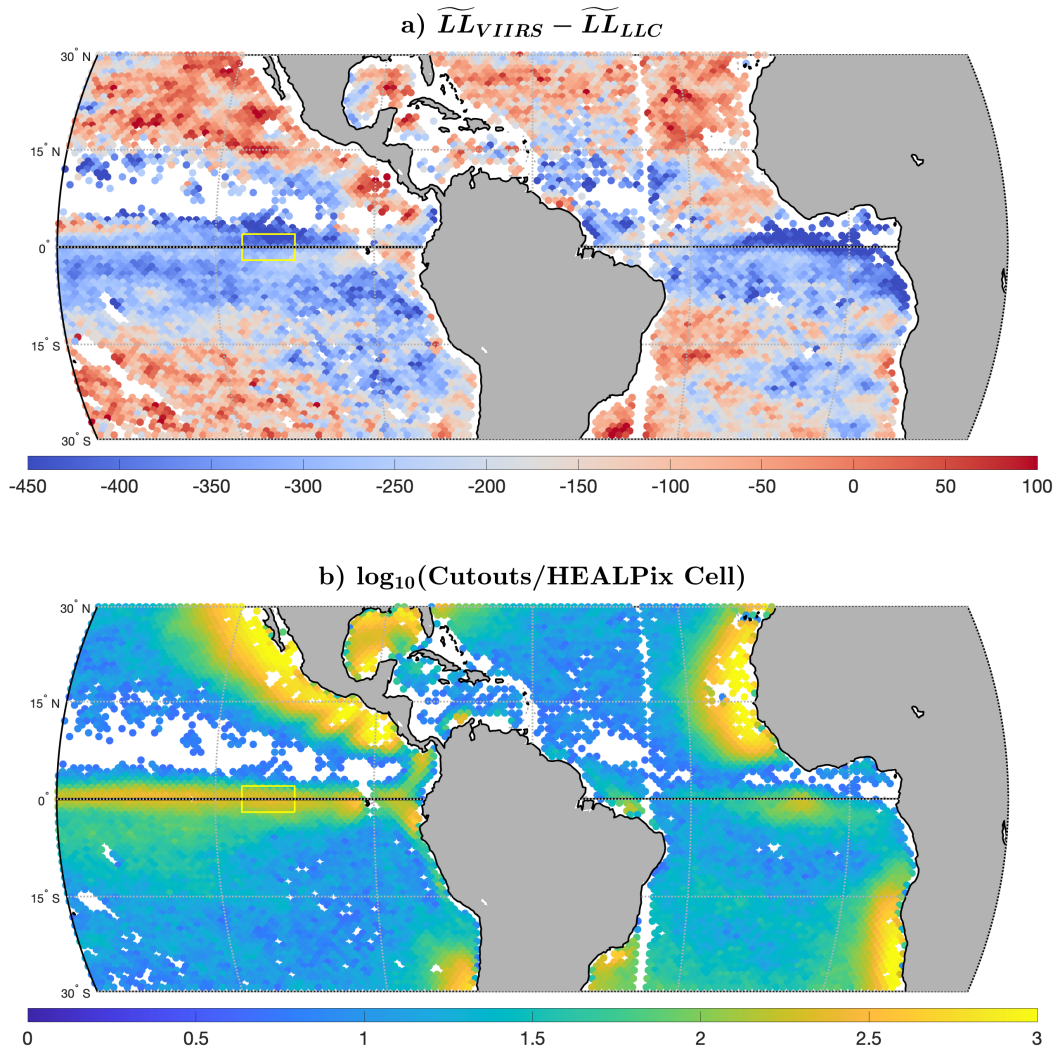 a) $\widetilde{LL}_{VIIRS} - \widetilde{LL}_{LLC}$
30° N
15° N
0°
15° S
30° S
-450 -400 -350 -300 -250 -200 -150 -100 -50 0 50 100
b) log₁₀(Cutouts/HEALPix Cell)
30° N
15° N
0°
15° S
30° S
0 0.5 1 1.5 2 2.5 3